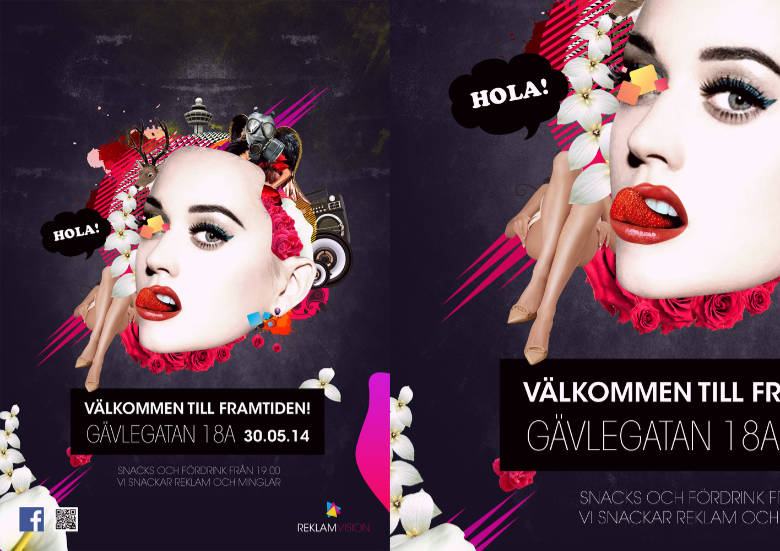 HOLA!
VÄLKOMMEN TILL FRAMTIDEN!
GÄVLEGATAN 18A 30.05.14
SNACKS OCH FÖRDRINK FRÅN 19.00
VI SNACKAR REKLAM OCH MINGLAR
f
REKLAMVISION
HOLA!
VÄLKOMMEN TILL FR
GÄVLEGATAN 18A
SNACKS OCH FÖRDRINK F
VI SNACKAR REKLAM OCH